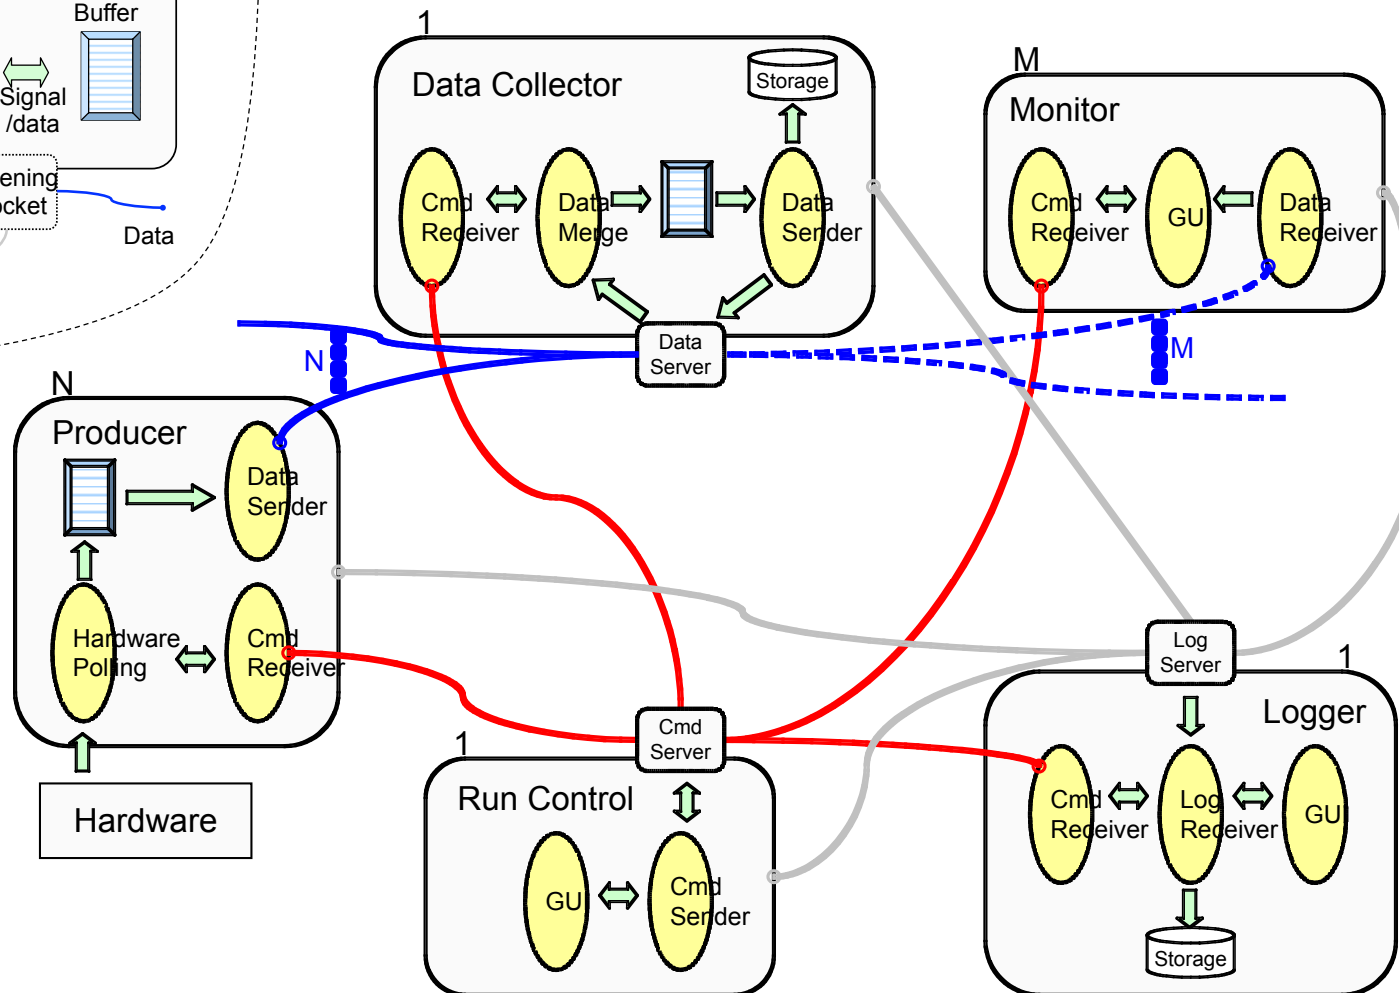 Buffer
Signal
/data
ening
ocket
Data
1
Data Collector
Storage
Cmd
Receiver
Data
Merge
Data
Sender
Data
Server
M
Monitor
Cmd
Receiver
GU
Data
Receiver
N
M
N
Producer
Data
Sender
Hardware
Polling
Cmd
Receiver
Hardware
1
Cmd
Server
Run Control
GU
Cmd
Sender
Log
Server
1
Logger
Cmd
Receiver
Log
Receiver
GU
Storage